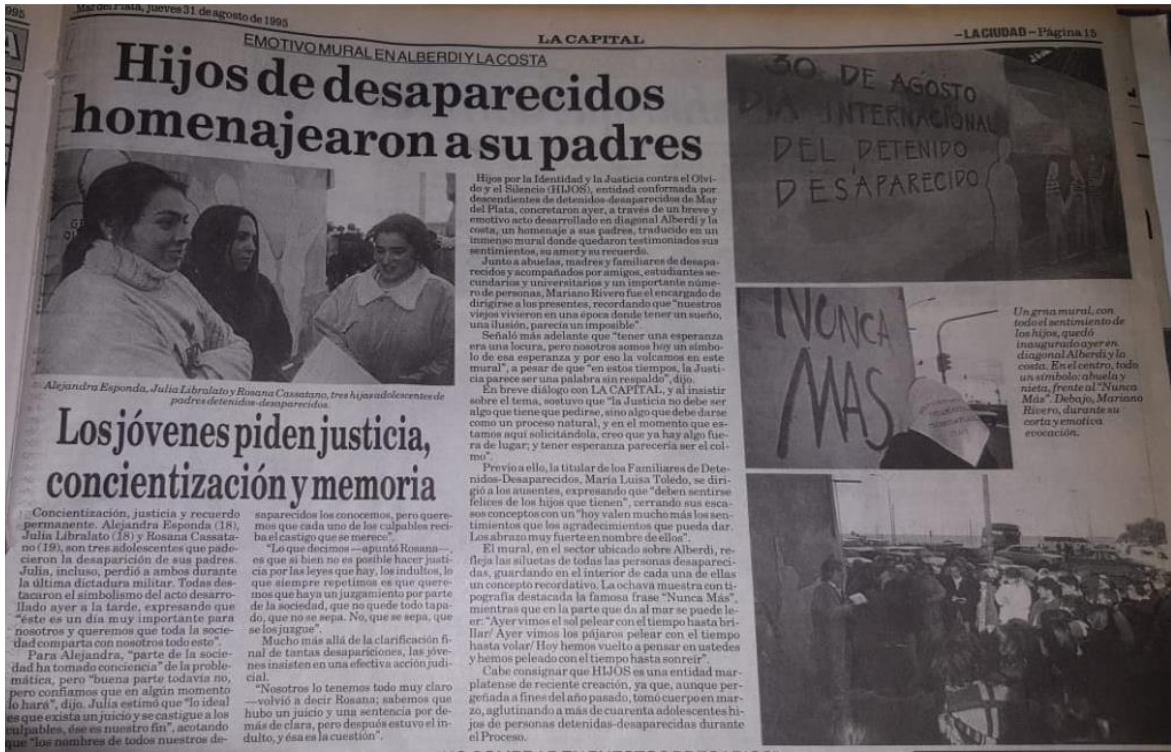 995
Mar del Plata, jueves 31 de agosto de 1995
LA CAPITAL
—LA CIUDAD—Página 15
EMOTIVO MURAL EN ALBERDI Y LA COSTA
Hijos de desaparecidos
homenajearon a su padres
Alejandra Esponda, Julia Libralato y Rosana Cassatano, tres hijas adolescentes de
padres detenidos-desaparecidos.
Los jóvenes piden justicia,
concientización y memoria
Concientización, justicia y recuerdo
permanente. Alejandra Esponda (18),
Julia Libralato (18) y Rosana Cassata-
no (19), son tres adolescentes que pade-
cieron la desaparición de sus padres.
Julia, incluso, perdió a ambos durante
la última dictadura militar. Todas des-
tacaron el simbolismo del acto desarro-
llado ayer a la tarde, expresando que
"éste es un día muy importante para
nosotros y queremos que toda la socie-
dad comparta con nosotros todo esto".
Para Alejandra, "parte de la socie-
dad ha tomado conciencia" de la proble-
mática, pero "buena parte todavía no,
pero confiamos que en algún momento
lo hará", dijo. Julia estimó que "lo ideal
es que exista un juicio y se castigue a los
culpables, ése es nuestro fin", acotando
que "los nombres de todos nuestros de-
saparecidos los conocemos, pero quere-
mos que cada uno de los culpables reci-
ba el castigo que se merece".
"Lo que decimos —apuntó Rosana—,
es que si bien no es posible hacer justi-
cia por las leyes que hay, los indultos, lo
que siempre repetimos es que quere-
mos que haya un juzgamiento por parte
de la sociedad, que no quede todo tapa-
do, que no se sepa. No, que se sepa, que
se los juzgue".
Mucho más allá de la clarificación fi-
nal de tantas desapariciones, las jóve-
nes insisten en una efectiva acción judi-
cial.
"Nosotros lo tenemos todo muy claro
—volvió a decir Rosana; sabemos que
hubo un juicio y una sentencia por de-
más de clara, pero después estuvo el in-
dulto, y ésa es la cuestión".
Hijos por la Identidad y la Justicia contra el Olvi-
do y el Silencio (HIJOS), entidad conformada por
descendientes de detenidos-desaparecidos de Mar
del Plata, concretaron ayer, a través de un breve y
emotivo acto desarrollado en diagonal Alberdi y la
costa, un homenaje a sus padres, traducido en un
inmenso mural donde quedaron testimoniados sus
sentimientos, su amor y su recuerdo.
Junto a abuelas, madres y familiares de desapa-
recidos y acompañados por amigos, estudiantes se-
cundarios y universitarios y un importante núme-
ro de personas, Mariano Rivero fue el encargado de
dirigirse a los presentes, recordando que "nuestros
viejos vivieron en una época donde tener un sueño,
una ilusión, parecía un imposible".
Señaló más adelante que "tener una esperanza
era una locura, pero nosotros somos hoy un símbo-
lo de esa esperanza y por eso la volcamos en este
mural", a pesar de que "en estos tiempos, la Justi-
cia parece ser una palabra sin respaldo", dijo.
En breve diálogo con LA CAPITAL, y al insistir
sobre el tema, sostuvo que "la Justicia no debe ser
algo que tiene que pedirse, sino algo que debe darse
como un proceso natural, y en el momento que es-
tamos aquí solicitándola, creo que ya hay algo fue-
ra de lugar; y tener esperanza parecería ser el col-
mo".
Previo a ello, la titular de los Familiares de Dete-
nidos-Desaparecidos, María Luisa Toledo, se diri-
gió a los ausentes, expresando que "deben sentirse
felices de los hijos que tienen", cerrando sus esca-
sos conceptos con un "hoy valen mucho más los sen-
timientos que los agradecimientos que pueda dar.
Los abrazo muy fuerte en nombre de ellos".
El mural, en el sector ubicado sobre Alberdi, re-
fleja las siluetas de todas las personas desapareci-
das, guardando en el interior de cada una de ellas
un concepto recordativo. La ochava muestra con ti-
pografía destacada la famosa frase "Nunca Más",
mientras que en la parte que da al mar se puede le-
er: "Ayer vimos el sol pelear con el tiempo hasta bri-
llar/ Ayer vimos los pájaros pelear con el tiempo
hasta volar/ Hoy hemos vuelto a pensar en ustedes
y hemos peleado con el tiempo hasta sonreír".
Cabe consignar que HIJOS es una entidad mar-
platense de reciente creación, ya que, aunque per-
geñada a fines del año pasado, tomó cuerpo en mar-
zo, aglutinando a más de cuarenta adolescentes hi-
jos de personas detenidas-desaparecidas durante
el Proceso.
30 DE AGOSTO
DIA INTERNACIONAL
DEL DETENIDO
DESAPARECIDO
NUNCA
MAS
Un grna mural, con
todo el sentimiento de
los hijos, quedó
inaugurado ayer en
diagonal Alberdi y la
costa. En el centro, todo
un símbolo: abuela y
nieta, frente al "Nunca
Más". Debajo, Mariano
Rivero, durante su
corta y emotiva
evocación.